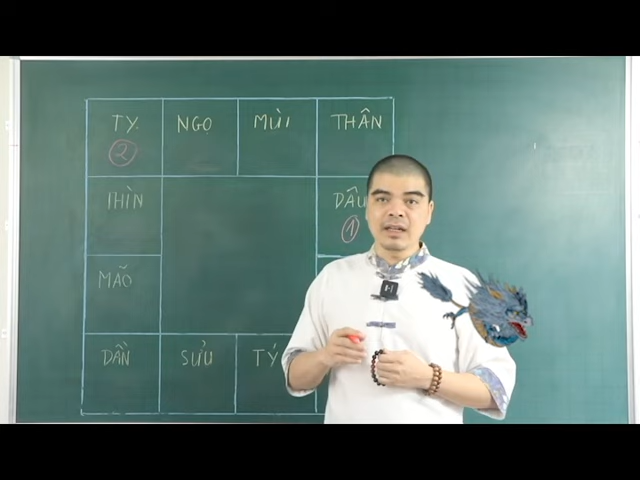 TỴ NGỌ MÙI THÂN
2
THÌN DẬU
1
MÃO
DẦN SỬU TÝ